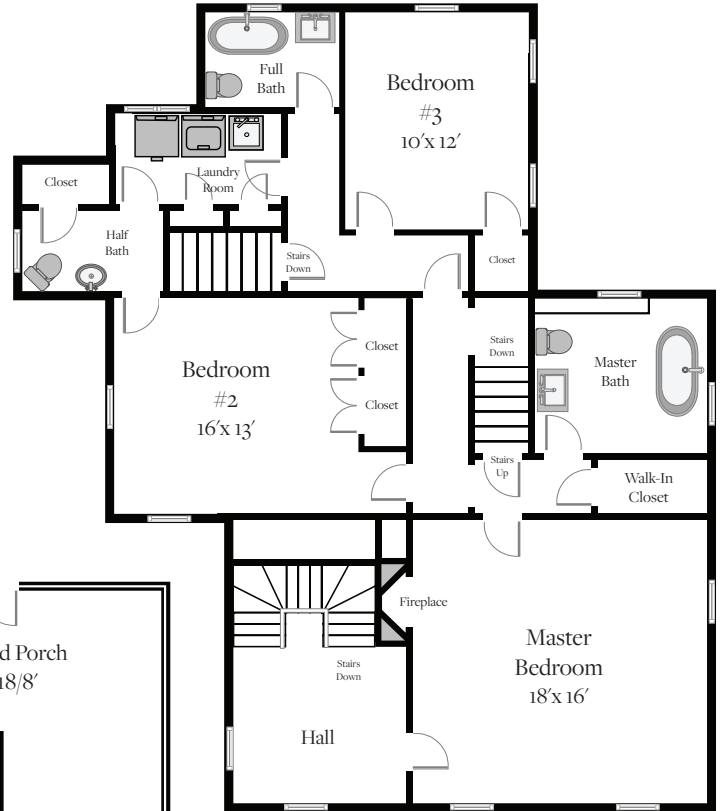 Full
Bath
Bedroom
#3
10'x 12'
Laundry
Room
Closet
Half
Bath
Stairs
Down
Closet
Bedroom
#2
16'x 13'
Closet
Closet
Stairs
Down
Master
Bath
Stairs
Up
Walk-In
Closet
Fireplace
Master
Bedroom
18'x 16'
Stairs
Down
Hall
d Porch
18/8'